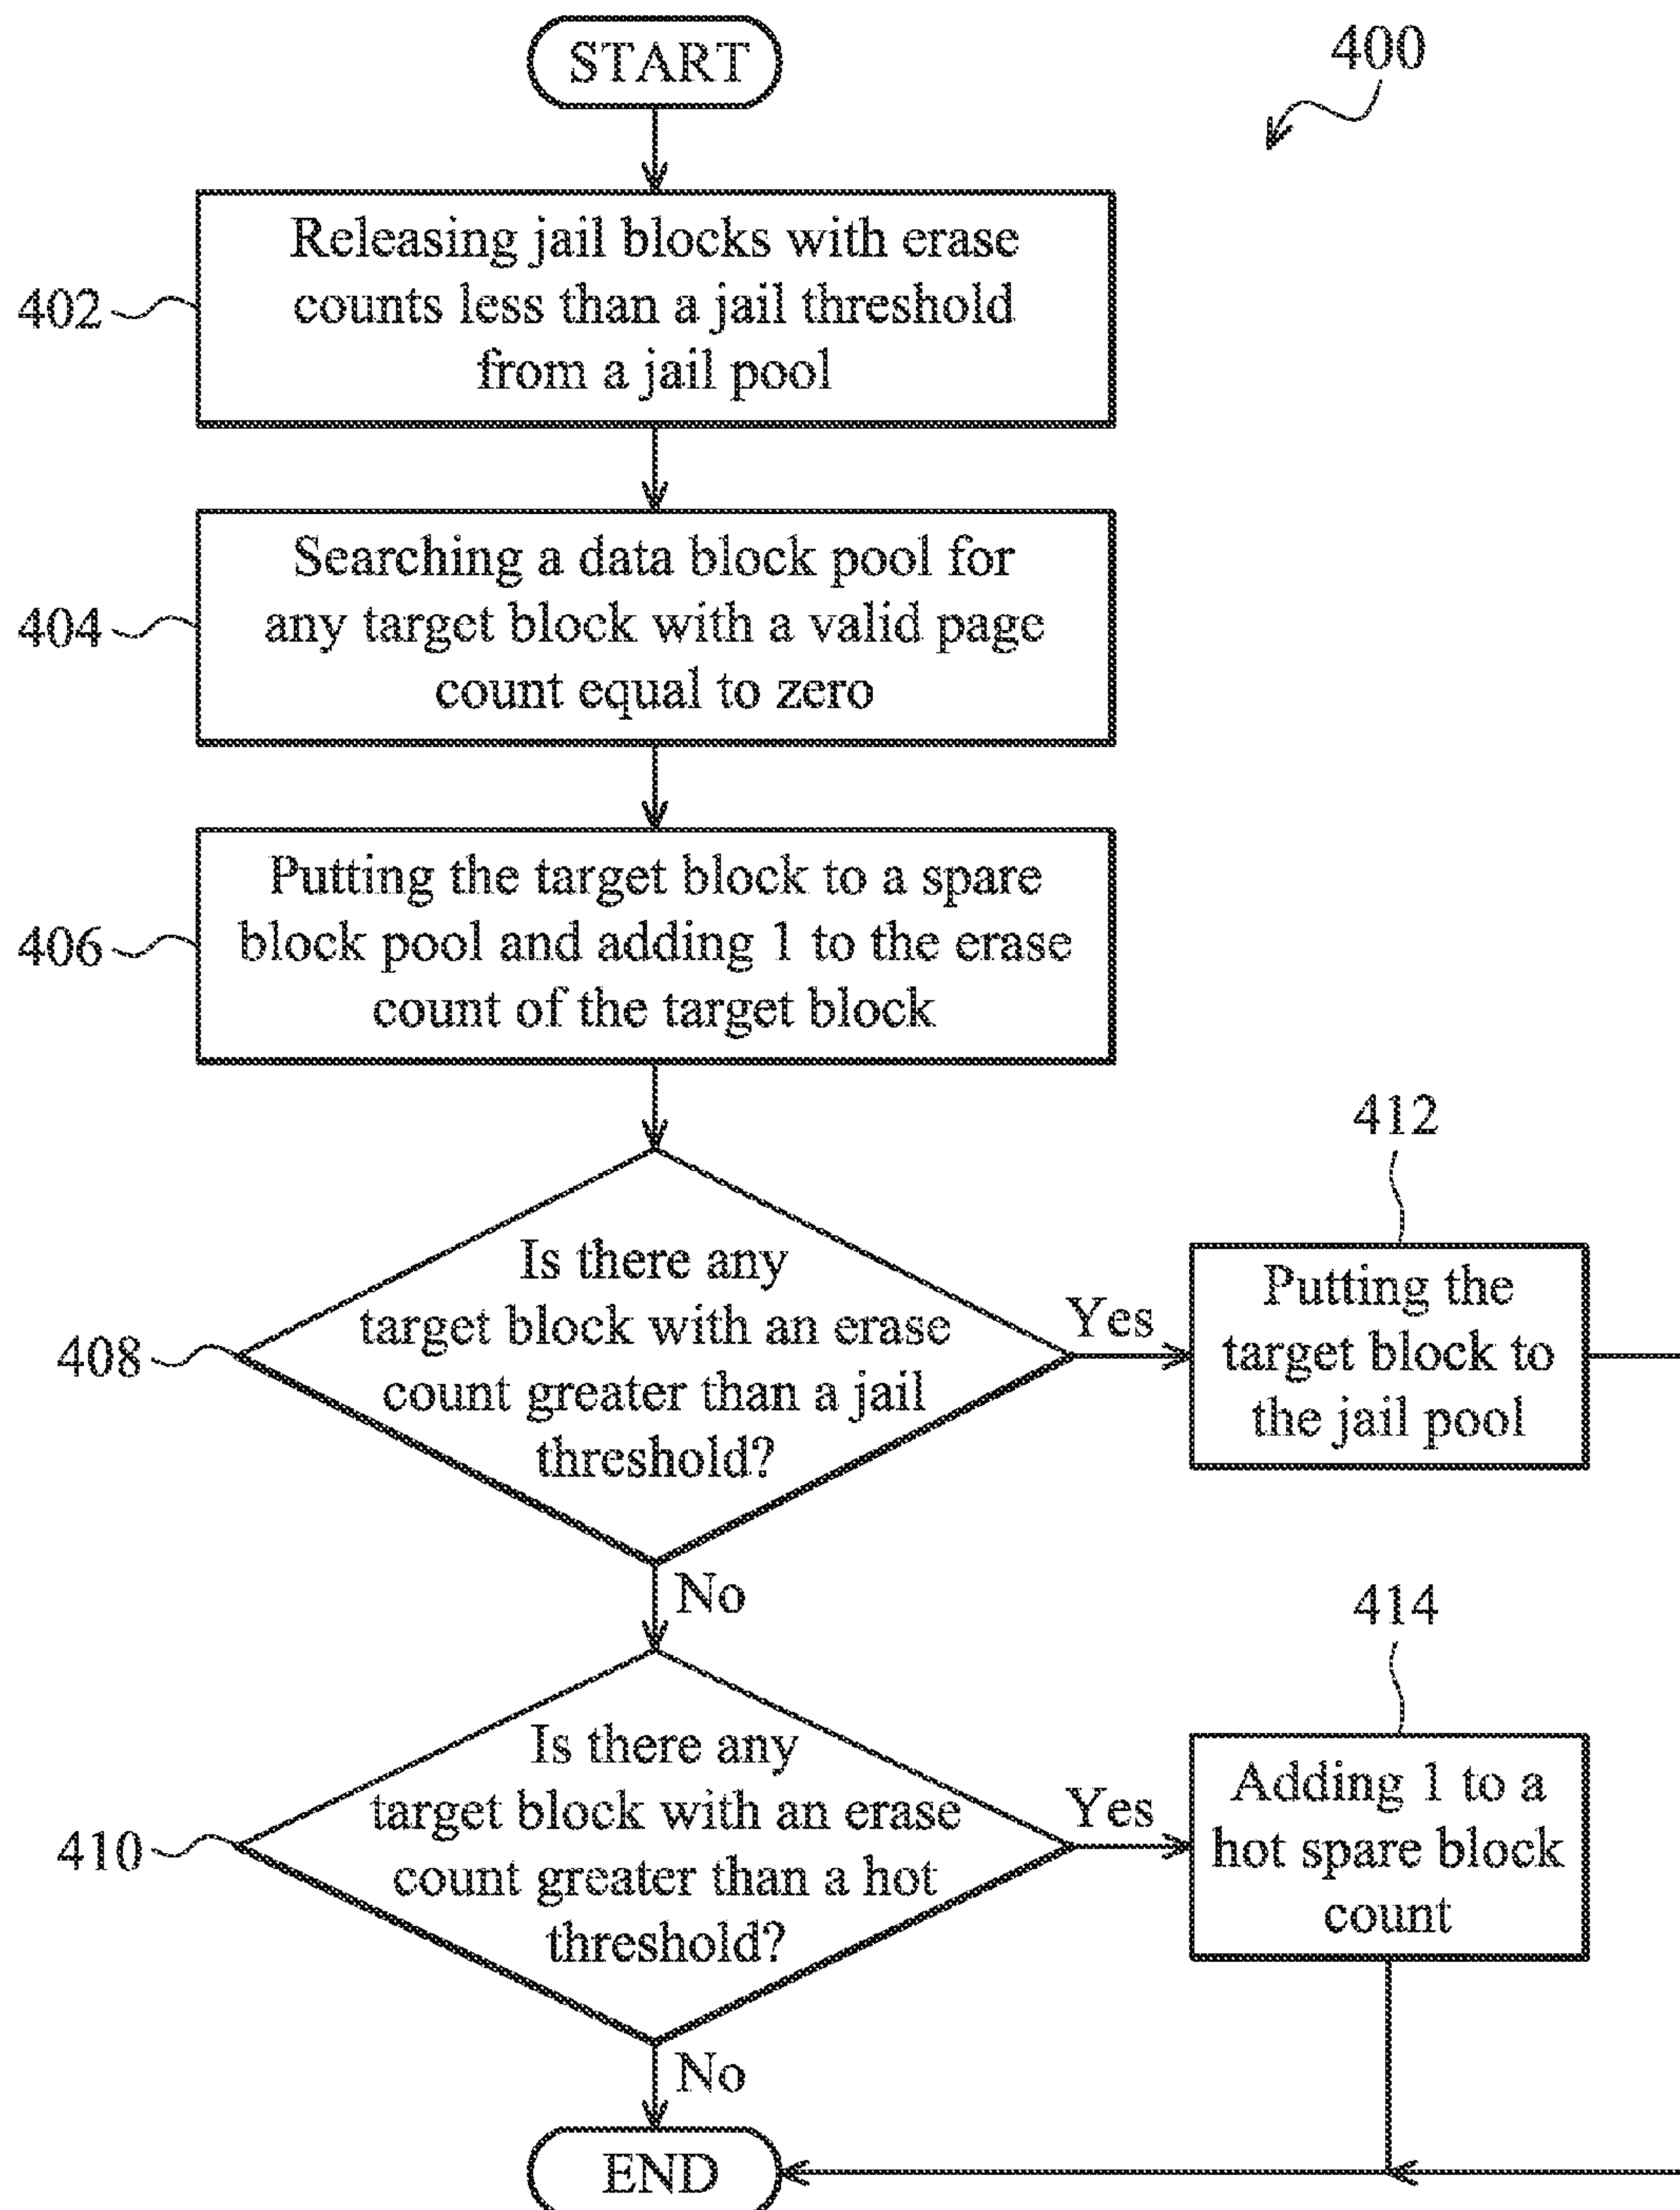 START
400
402
Releasing jail blocks with erase
counts less than a jail threshold
from a jail pool
404
Searching a data block pool for
any target block with a valid page
count equal to zero
406
Putting the target block to a spare
block pool and adding 1 to the erase
count of the target block
408
Is there any
target block with an erase
count greater than a jail
threshold?
Yes
412
Putting the
target block to
the jail pool
No
410
Is there any
target block with an erase
count greater than a hot
threshold?
Yes
414
Adding 1 to a
hot spare block
count
No
END